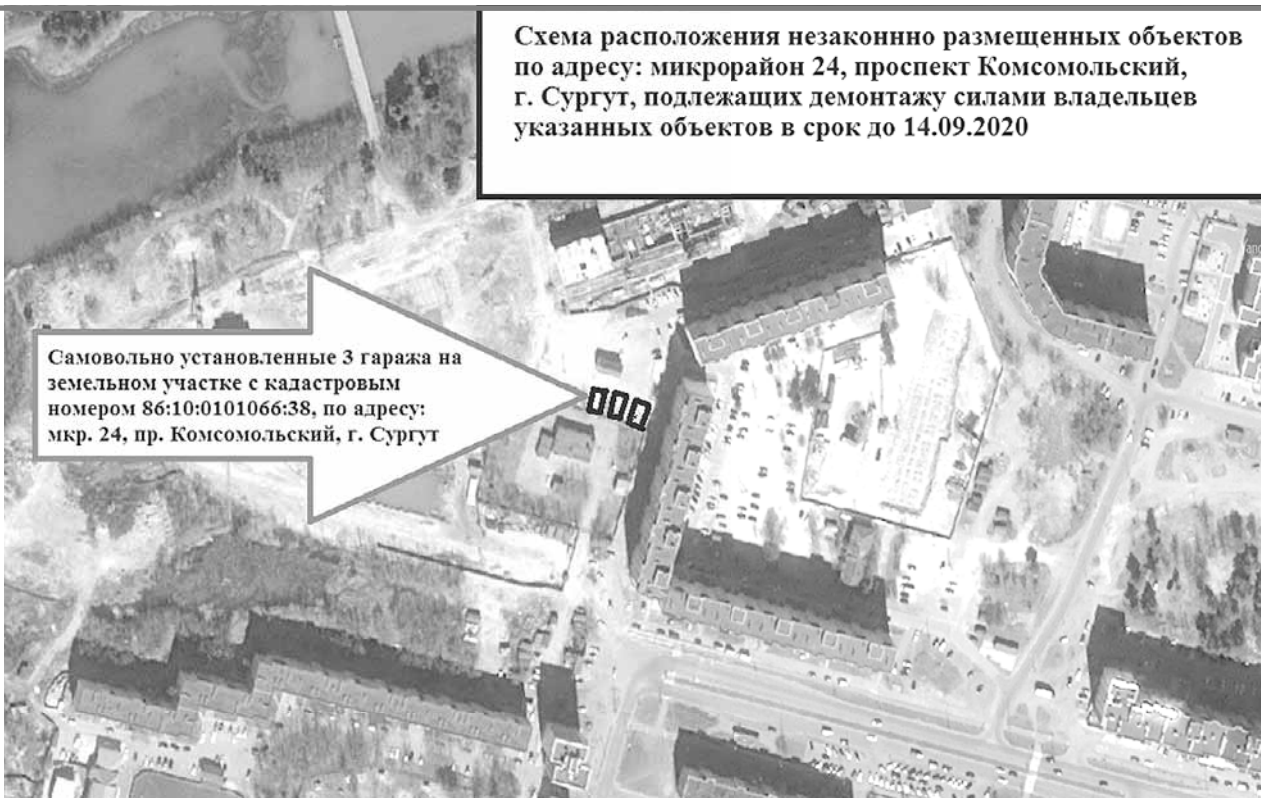 Схема расположения незаконнно размещенных объектов
по адресу: микрорайон 24, проспект Комсомольский,
г. Сургут, подлежащих демонтажу силами владельцев
указанных объектов в срок до 14.09.2020
Самовольно установленные 3 гаража на
земельном участке с кадастровым
номером 86:10:0101066:38, по адресу:
мкр. 24, пр. Комсомольский, г. Сургут